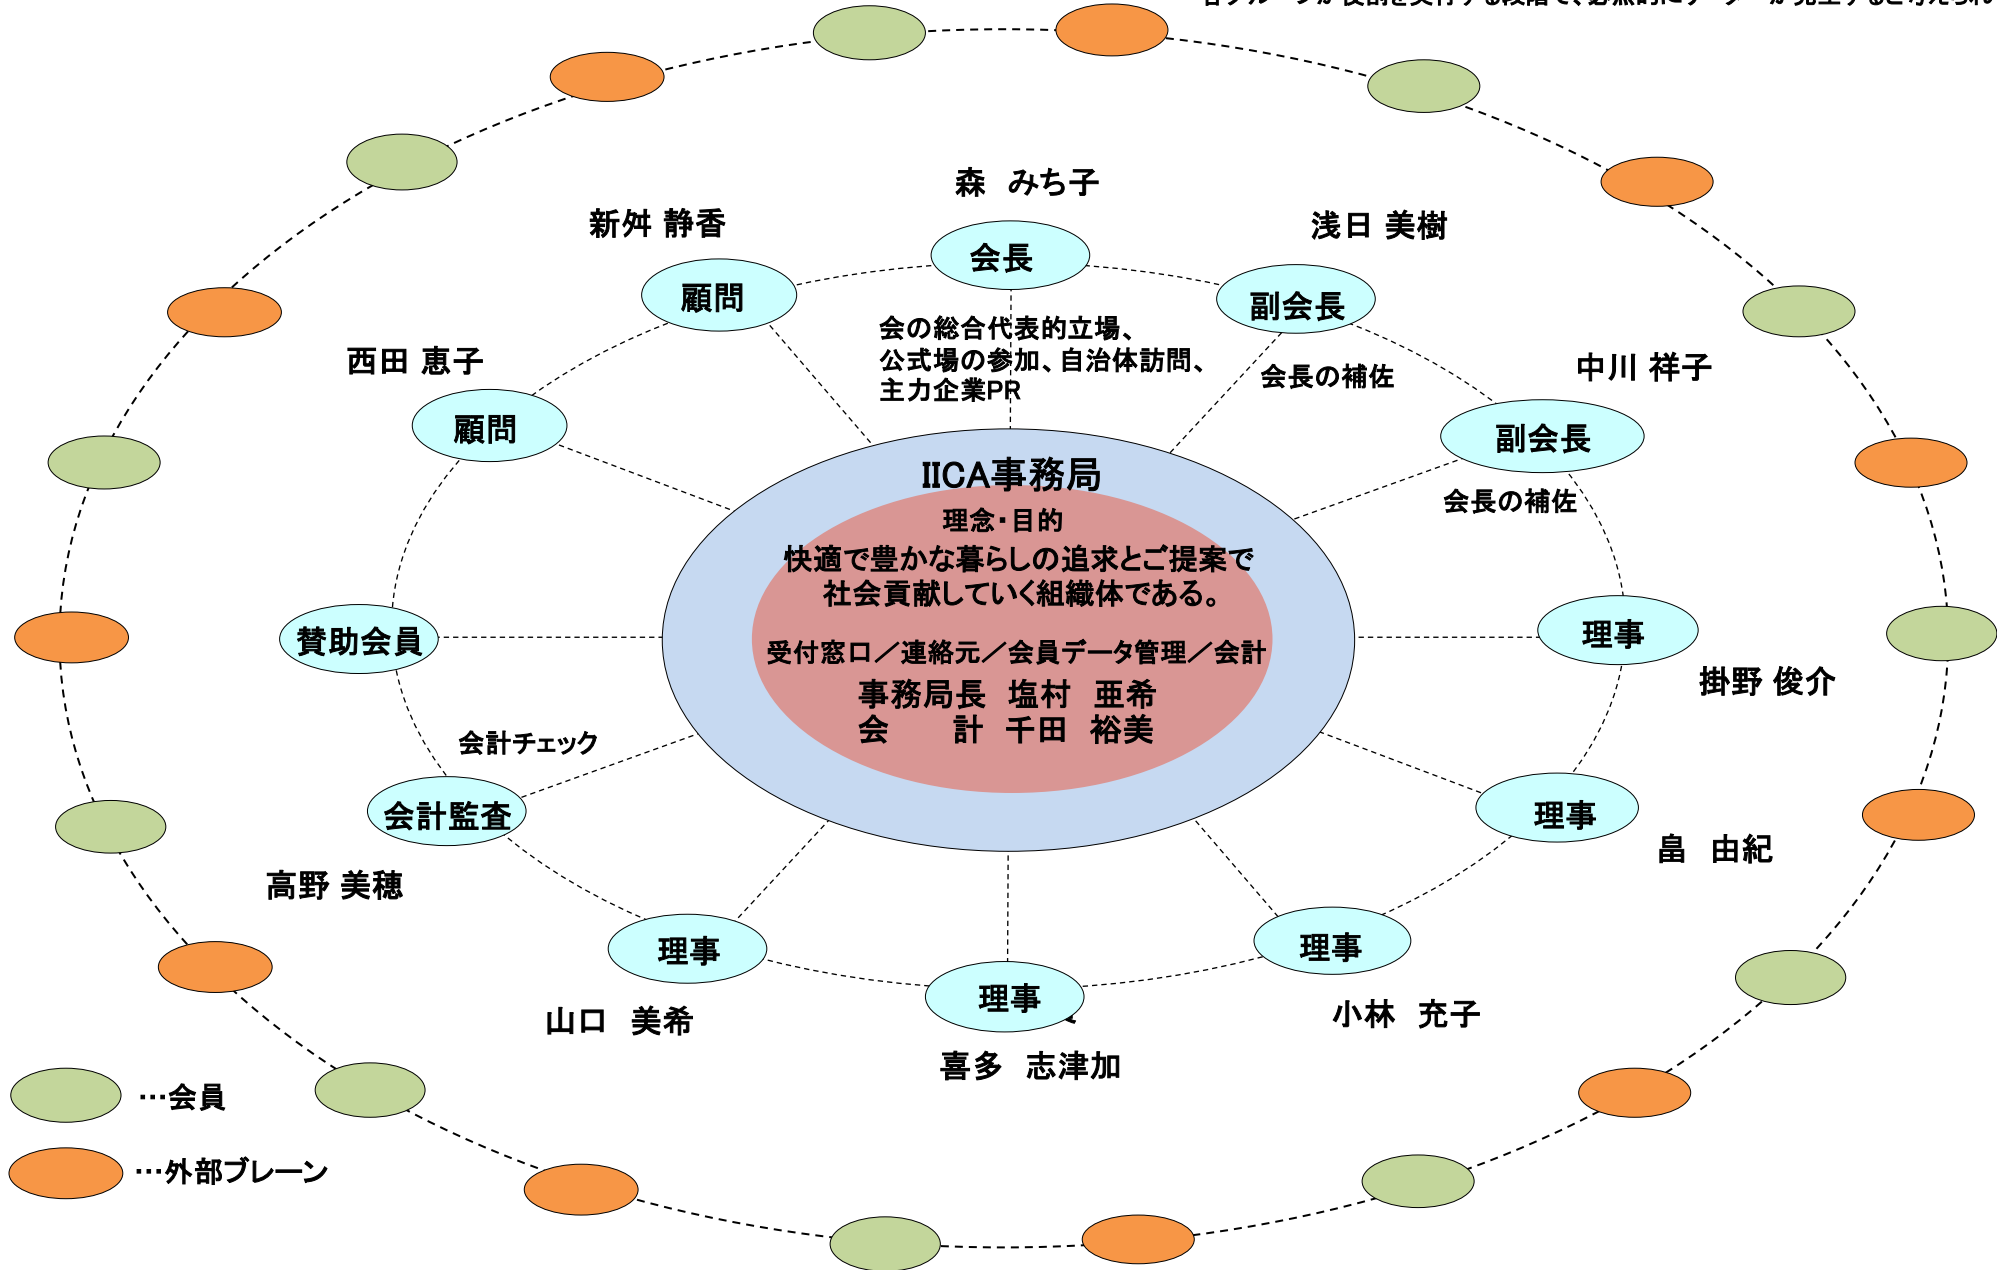 森　みち子
新舛 静香
浅日 美樹
会長
顧問
副会長
会の総合代表的立場、
公式場の参加、自治体訪問、
主力企業PR
西田 恵子
会長の補佐
中川 祥子
顧問
副会長
会長の補佐
IICA事務局
理念・目的
快適で豊かな暮らしの追求とご提案で
社会貢献していく組織体である。
受付窓口／連絡元／会員データ管理／会計
事務局長　塩村　亜希
会　　計　千田　裕美
賛助会員
理事
掛野 俊介
会計チェック
会計監査
理事
畠　由紀
高野 美穂
理事
理事
理事
山口　美希
小林　充子
喜多　志津加
…会員
…外部ブレーン